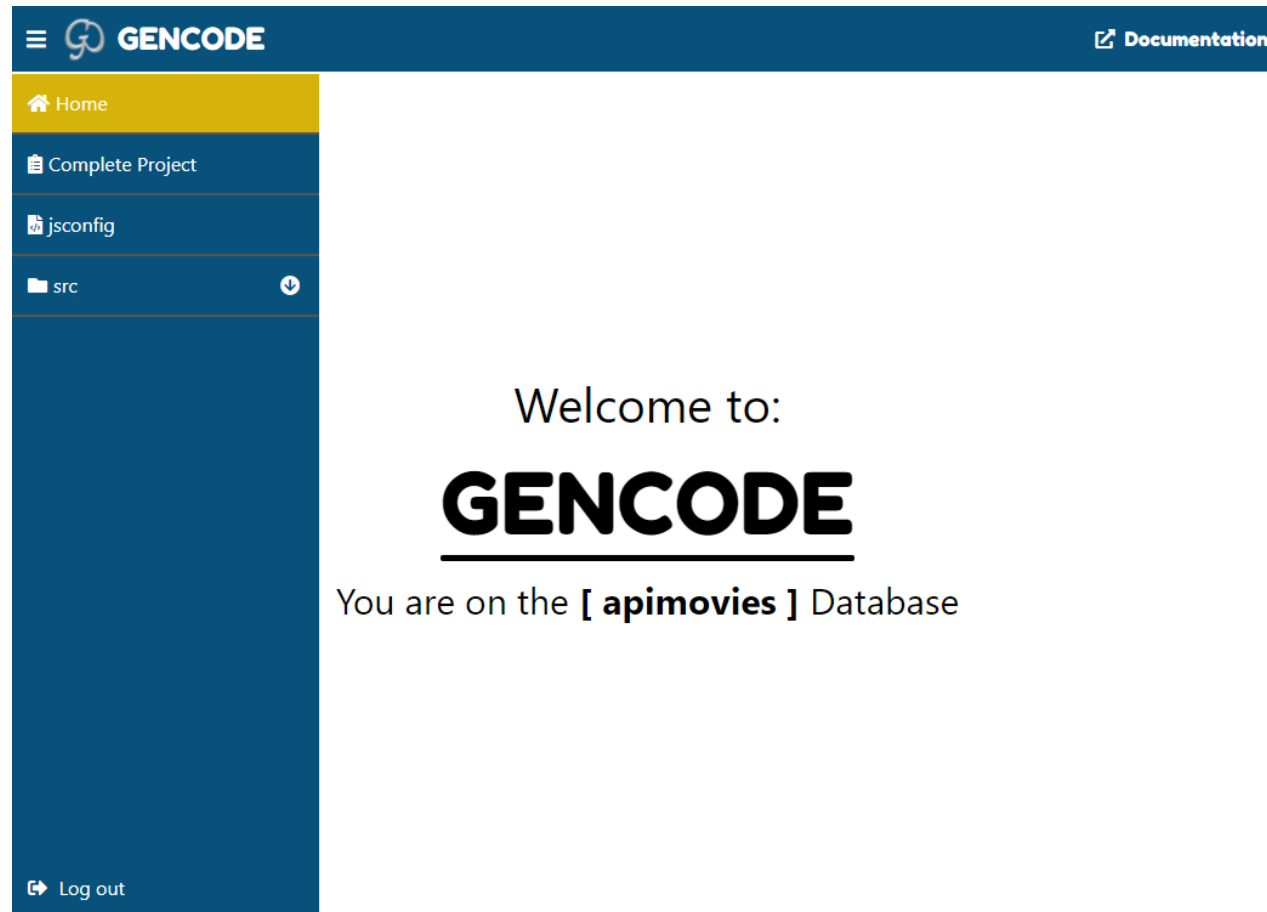 GENCODE
Documentation
Home
Complete Project
jsconfig
src
Welcome to:
GENCODE
You are on the [ apimovies ] Database
Log out